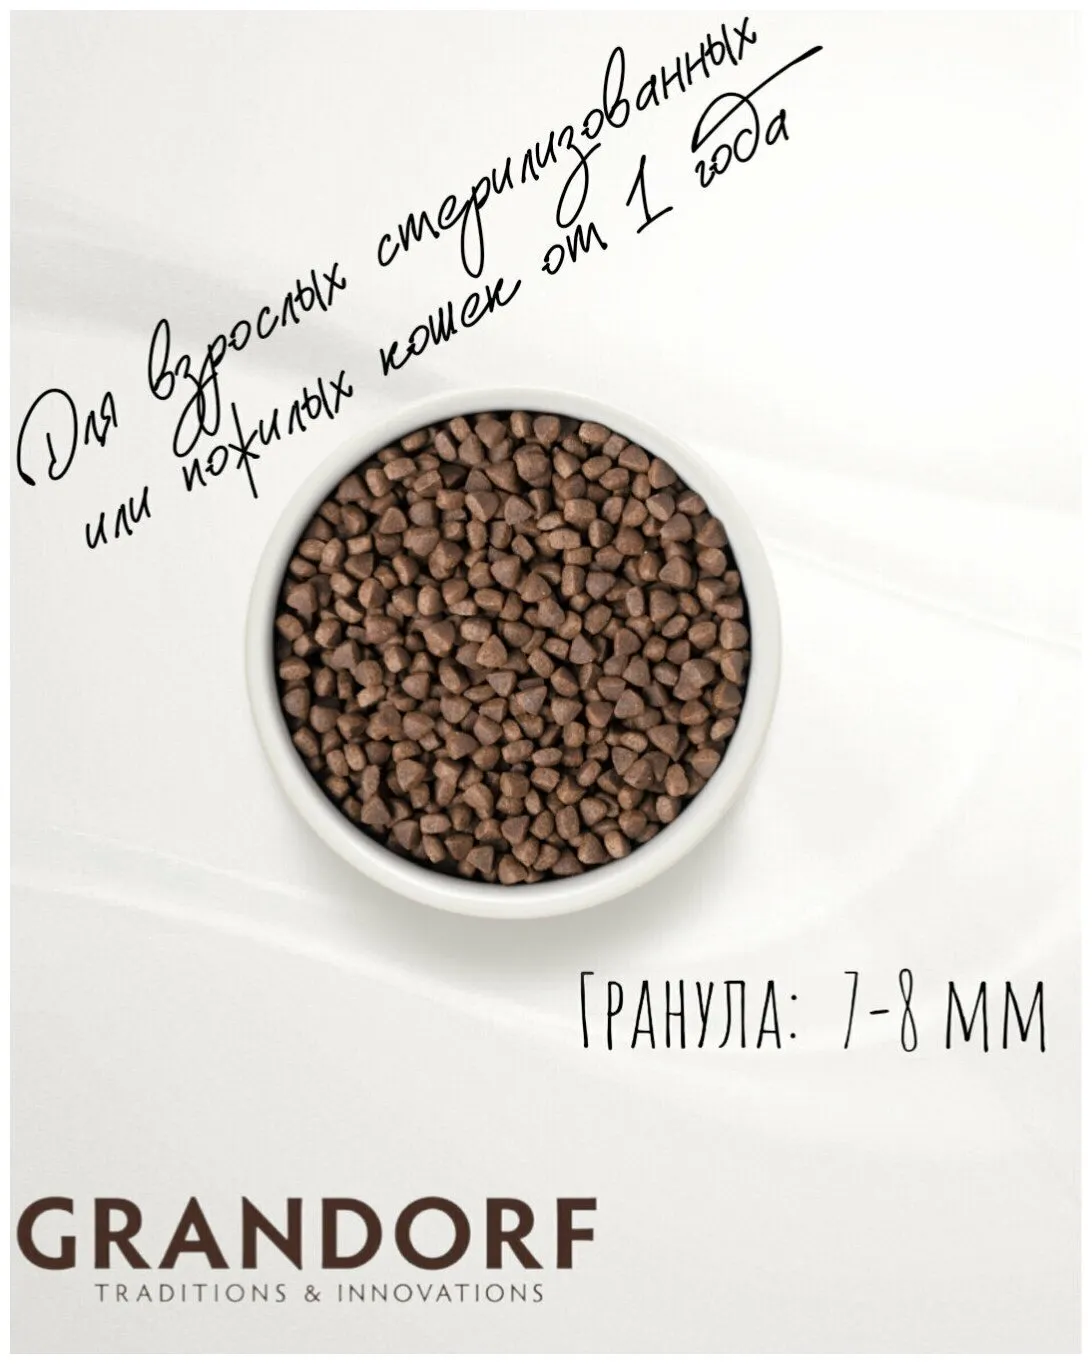 Для взрослых стерилизованных
или пожилых кошек от 1 года
Гранула: 7-8 мм
GRANDORF
TRADITIONS & INNOVATIONS